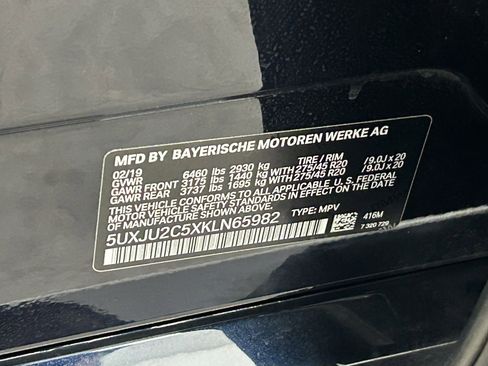 MFD BY BAYERISCHE MOTOREN WERKE AG
02/19 6460 lbs 2930 kg TIRE / RIM
GVWR
GAWR FRONT 3175 lbs 1440 kg WITH 275/45 R20 /9.0J x 20
GAWR REAR 3737 lbs 1695 kg WITH 275/45 R20 /9.0J x 20
THIS VEHICLE CONFORMS TO ALL APPLICABLE U.S. FEDERAL
MOTOR VEHICLE SAFETY STANDARDS IN EFFECT ON THE DATE
OF MANUFACTURE SHOWN ABOVE.
5UXJU2C5XKLN65982 TYPE: MPV
416M
7 320 729